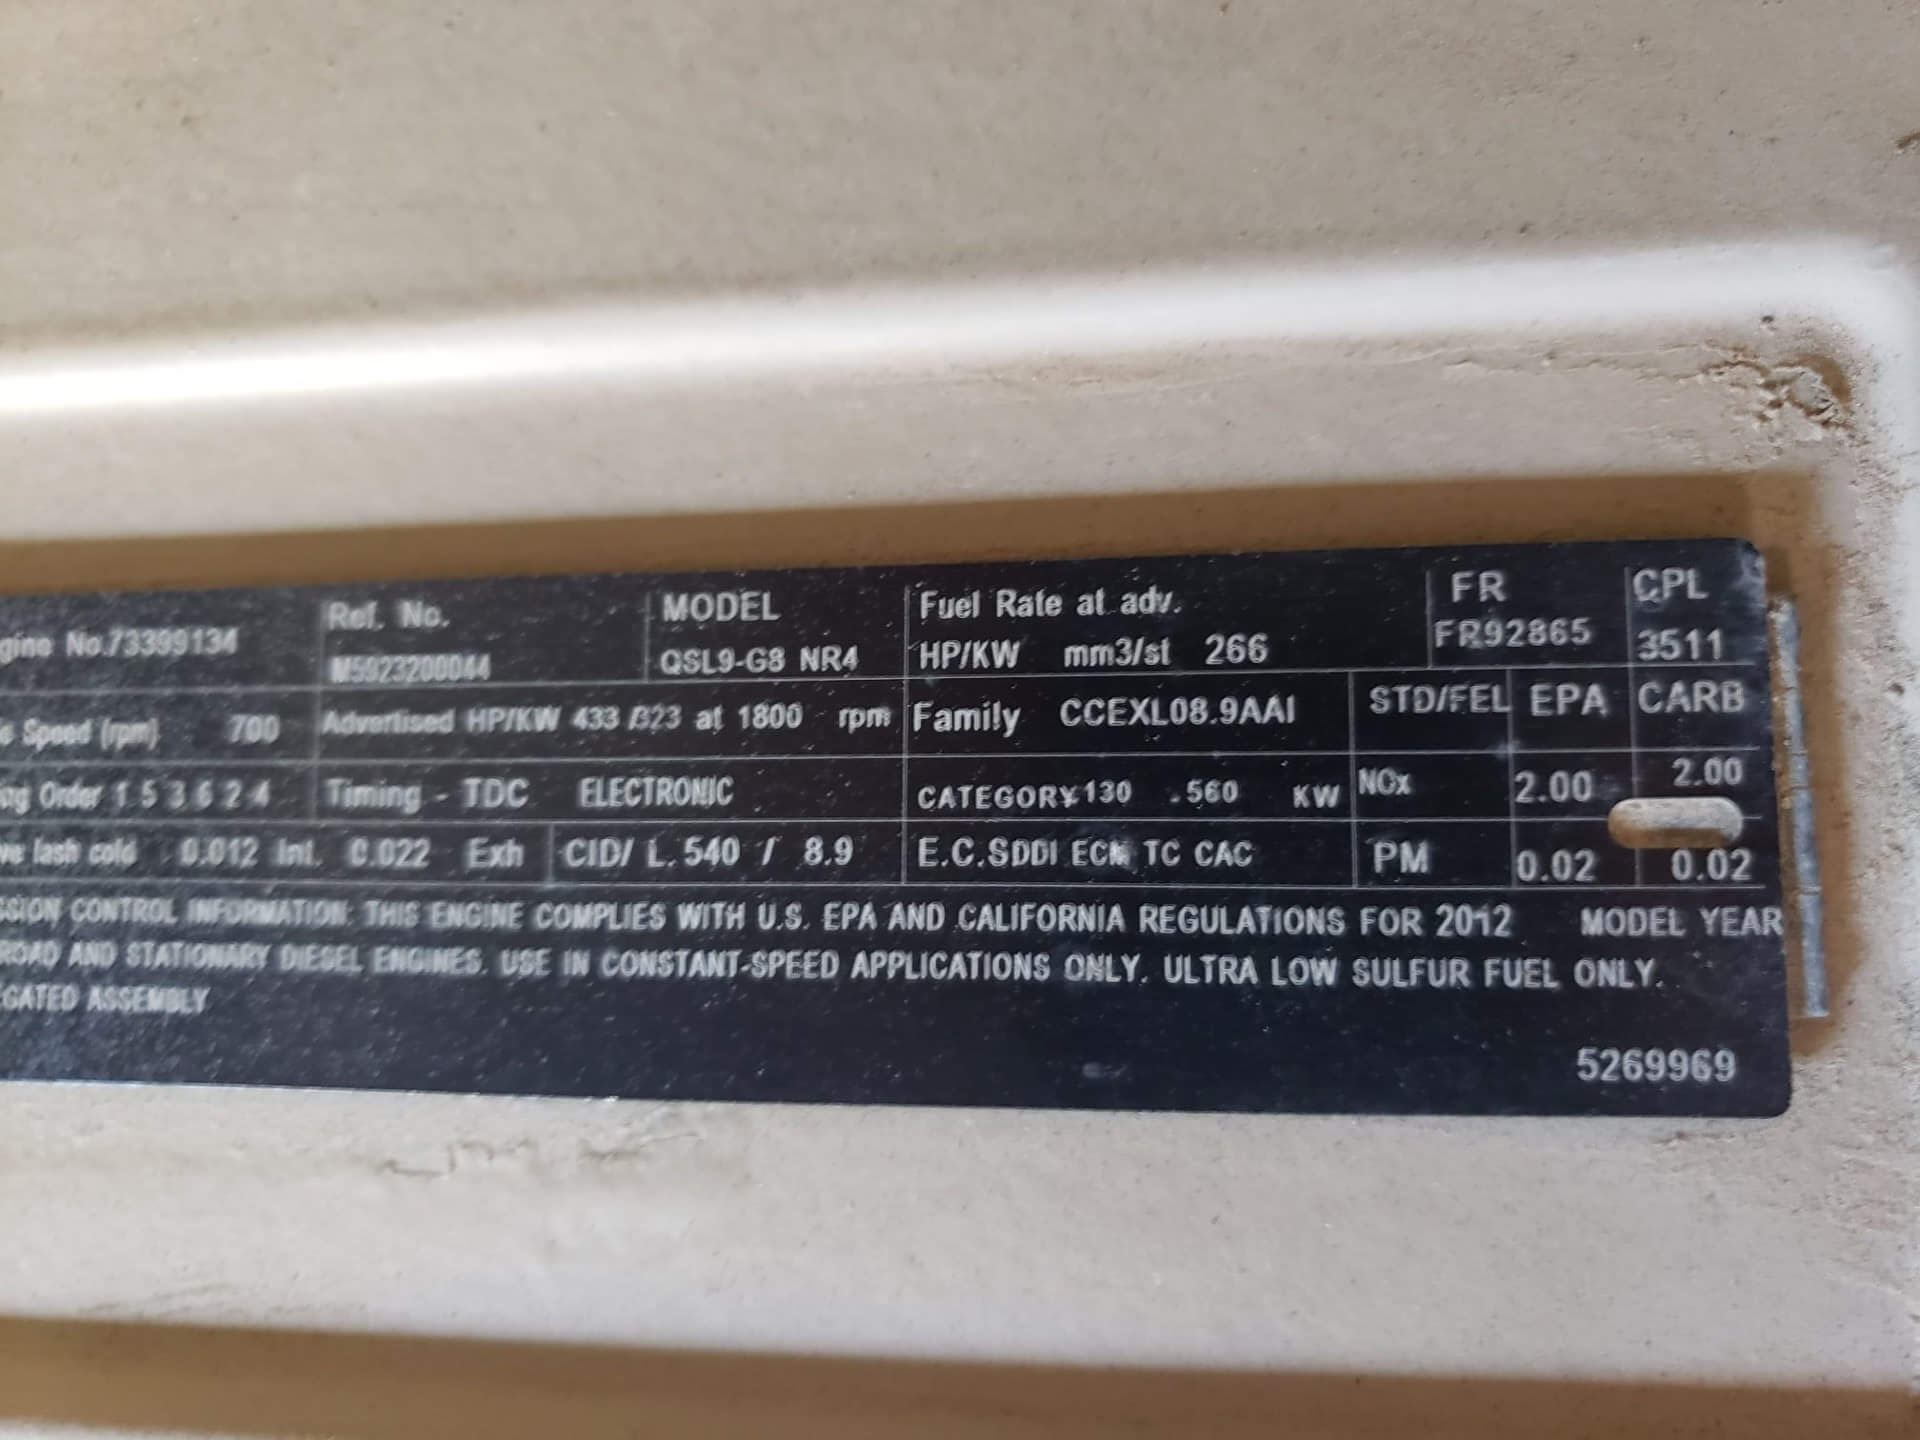 gine No.73399134
Ref. No.
M5923200044
MODEL
QSL9-G8 NR4
Fuel Rate at adv.
HP/KW mm3/st 266
FR
FR92865
CPL
3511
e Speed (rpm) 700
Advertised HP/KW 433 /323 at 1800 rpm
Family CCEXL08.9AAI
STD/FEL EPA CARB
ng Order 1 5 3 6 2 4
Timing - TDC ELECTRONIC
CATEGORY 130 560 KW
NOx 2.00 2.00
ve lash cold 0.012 Int. 0.022 Exh
CID/ L. 540 / 8.9
E.C.S DDI ECM TC CAC
PM 0.02 0.02
SSION CONTROL INFORMATION: THIS ENGINE COMPLIES WITH U.S. EPA AND CALIFORNIA REGULATIONS FOR 2012 MODEL YEAR
ROAD AND STATIONARY DIESEL ENGINES. USE IN CONSTANT-SPEED APPLICATIONS ONLY. ULTRA LOW SULFUR FUEL ONLY.
EGATED ASSEMBLY
5269969